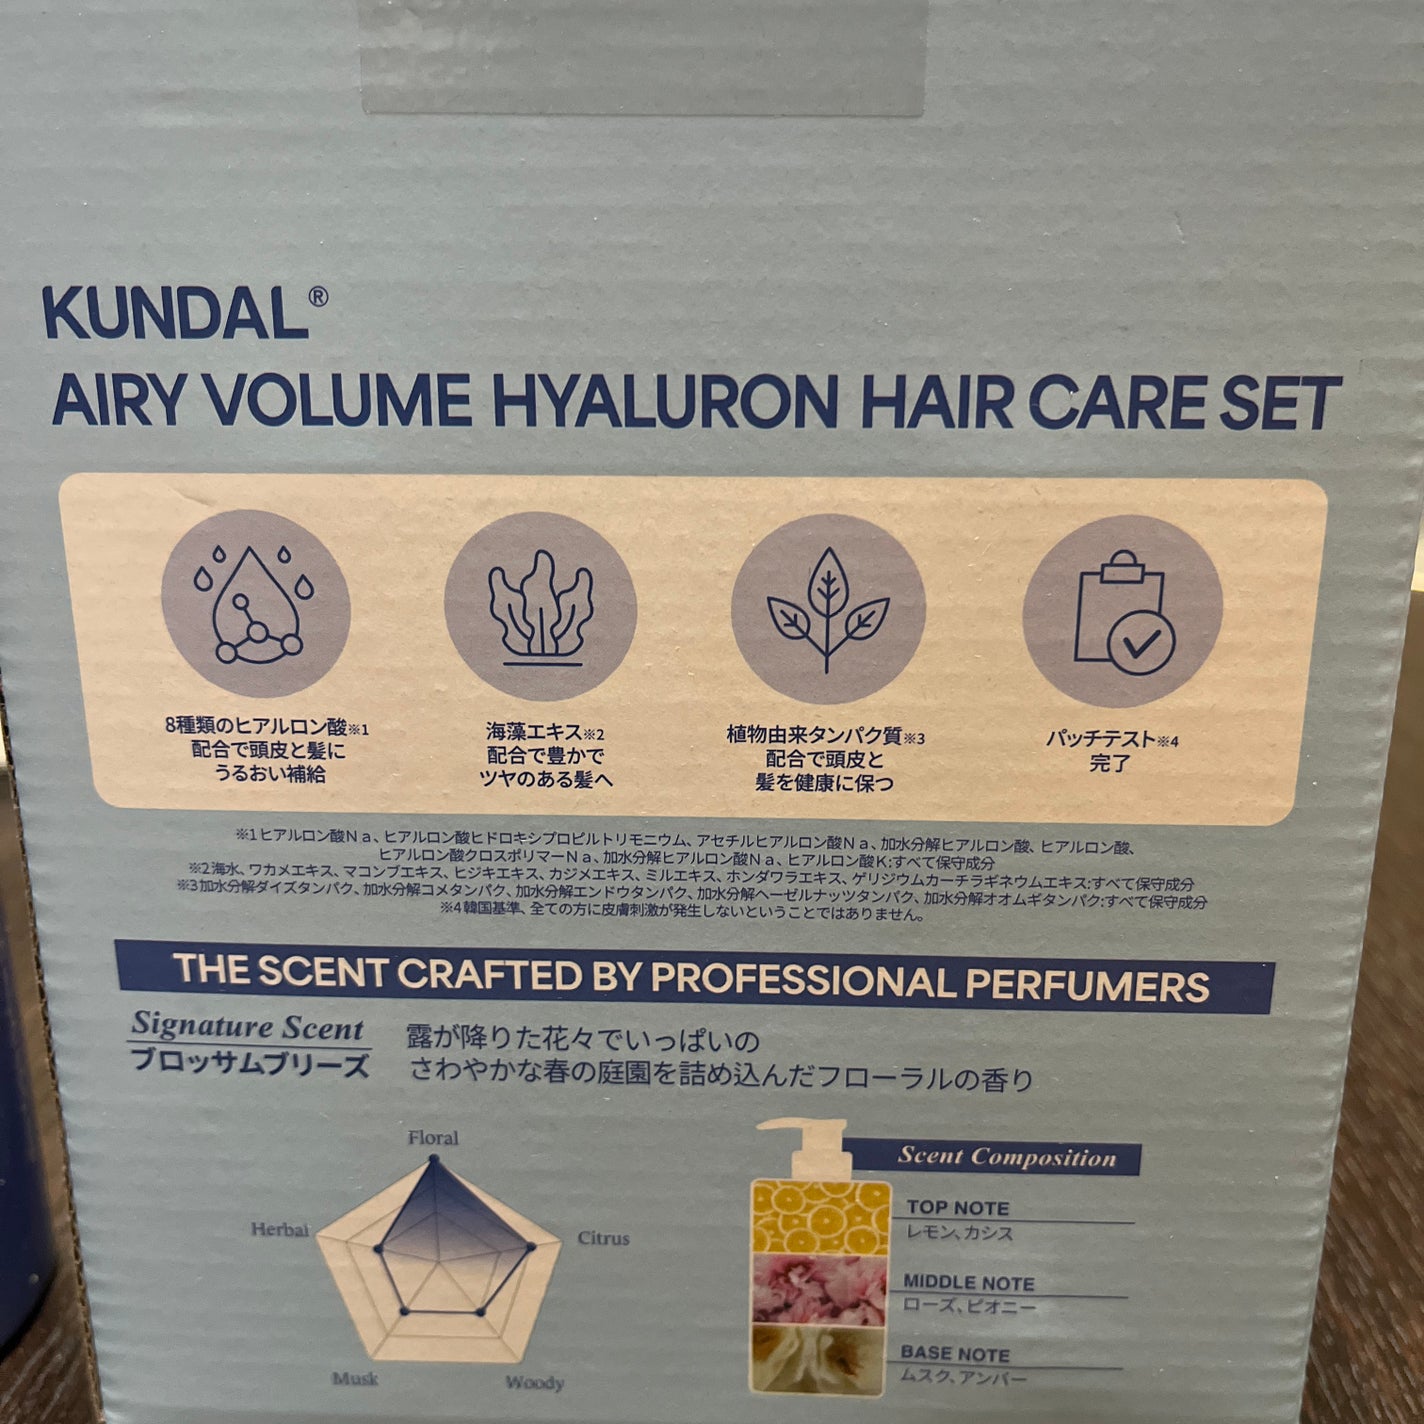 KUNDAL®
AIRY VOLUME HYALURON HAIR CARE SET
8種類のヒアルロン酸※1
配合で頭皮と髪に
うるおい補給
海藻エキス※2
配合で豊かで
ツヤのある髪へ
植物由来タンパク質※3
配合で頭皮と
髪を健康に保つ
パッチテスト※4
完了
※1ヒアルロン酸Ｎａ、ヒアルロン酸ヒドロキシプロピルトリモニウム、アセチルヒアルロン酸Ｎａ、加水分解ヒアルロン酸、ヒアルロン酸、
ヒアルロン酸クロスポリマーＮａ、加水分解ヒアルロン酸Ｎａ、ヒアルロン酸Ｋ:すべて保守成分
※2海水、ワカメエキス、マコンブエキス、ヒジキエキス、カジメエキス、ミルエキス、ホンダワラエキス、ゲリジウムカーチラギネウムエキス:すべて保守成分
※3加水分解ダイズタンパク、加水分解コメタンパク、加水分解エンドウタンパク、加水分解ヘーゼルナッツタンパク、加水分解オオムギタンパク:すべて保守成分
※4韓国基準、全ての方に皮膚刺激が発生しないということではありません。
THE SCENT CRAFTED BY PROFESSIONAL PERFUMERS
Signature Scent
ブロッサムブリーズ
露が降りた花々でいっぱいの
さわやかな春の庭園を詰め込んだフローラルの香り
Floral
Herbal
Citrus
Musk
Woody
Scent Composition
TOP NOTE
レモン、カシス
MIDDLE NOTE
ローズ、ピオニー
BASE NOTE
ムスク、アンバー